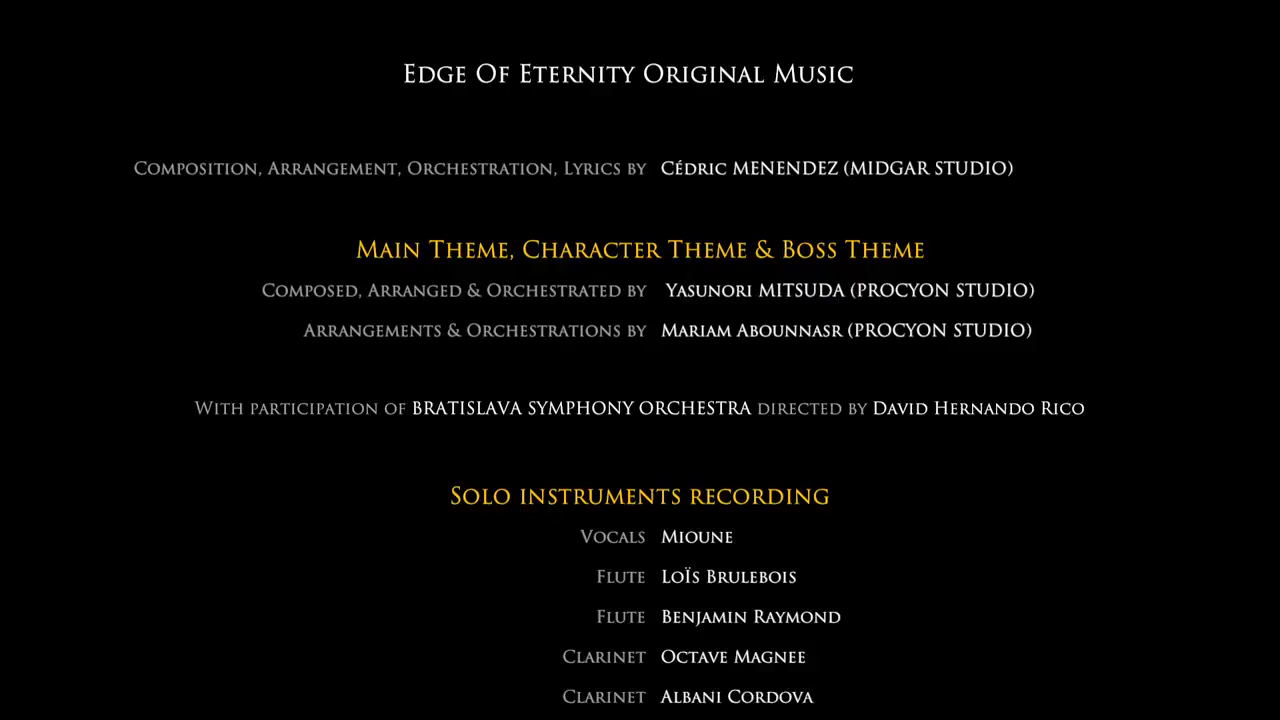 Edge Of Eternity Original Music
Composition, Arrangement, Orchestration, Lyrics by Cédric MENENDEZ (MIDGAR STUDIO)
Main Theme, Character Theme & Boss Theme
Composed, Arranged & Orchestrated by Yasunori MITSUDA (PROCYON STUDIO)
Arrangements & Orchestrations by Mariam Abounnasr (PROCYON STUDIO)
With participation of BRATISLAVA SYMPHONY ORCHESTRA directed by David Hernando Rico
Solo instruments recording
Vocals Mioune
Flute Loïs Brulebois
Flute Benjamin Raymond
Clarinet Octave Magnee
Clarinet Albani Cordova